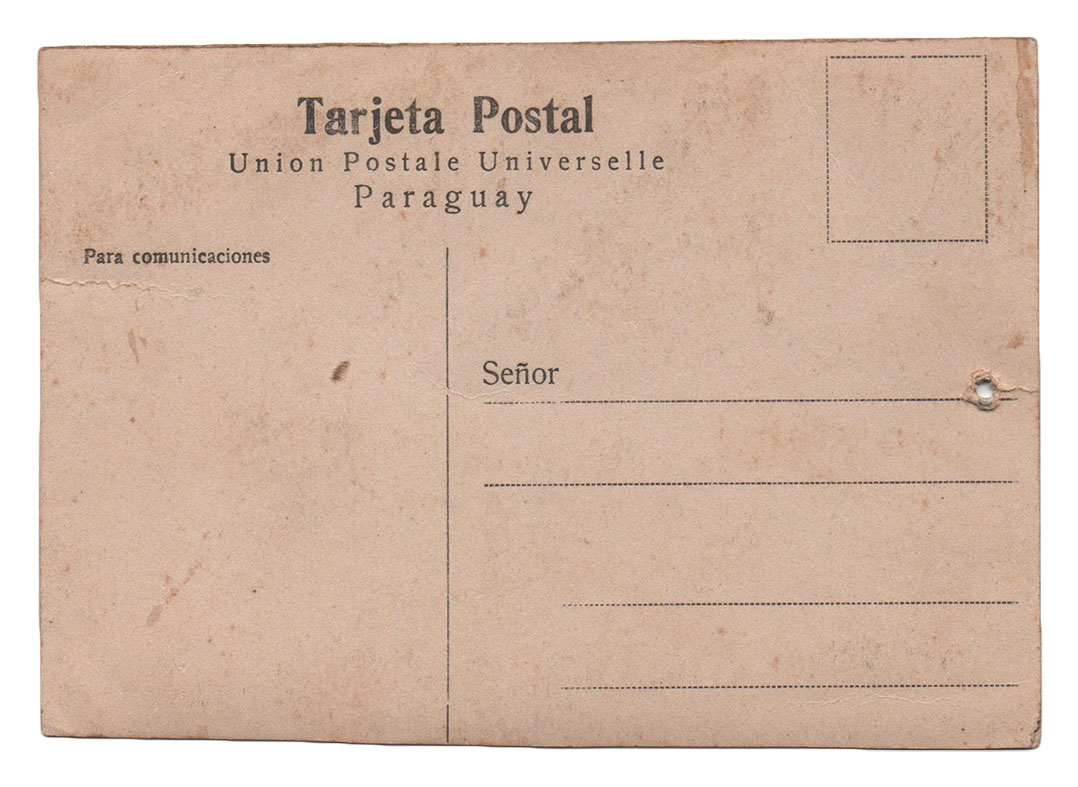 Tarjeta Postal
Union Postale Universelle
Paraguay
Para comunicaciones
Señor